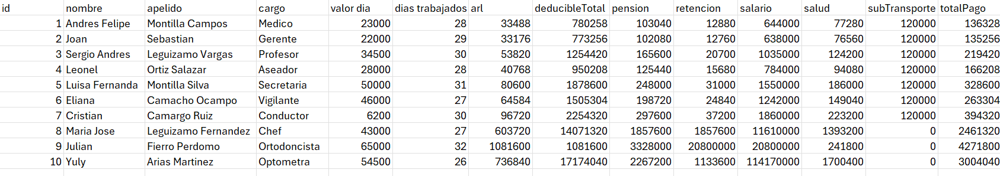 id nombre apelido cargo valor dia dias trabajados arl deducibleTotal pension retencion salario salud subTransporte totalPago
1 Andres Felipe Montilla Campos Medico 23000 28 33488 780258 103040 12880 644000 77280 120000 136328
2 Joan Sebastian Gerente 22000 29 33176 773256 102080 12760 638000 76560 120000 135256
3 Sergio Andres Leguizamo Vargas Profesor 34500 30 53820 1254420 165600 20700 1035000 124200 120000 219420
4 Leonel Ortiz Salazar Aseador 28000 28 40768 950208 125440 15680 784000 94080 120000 166208
5 Luisa Fernanda Montilla Silva Secretaria 50000 31 80600 1878600 248000 31000 1550000 186000 120000 328600
6 Eliana Camacho Ocampo Vigilante 46000 27 64584 1505304 198720 24840 1242000 149040 120000 263304
7 Cristian Camargo Ruiz Conductor 6200 30 96720 2254320 297600 37200 1860000 223200 120000 394320
8 Maria Jose Leguizamo Fernandez Chef 43000 27 603720 14071320 1857600 1857600 11610000 1393200 0 2461320
9 Julian Fierro Perdomo Ortodoncista 65000 32 1081600 1081600 3328000 20800000 20800000 241800 0 4271800
10 Yuly Arias Martinez Optometra 54500 26 736840 17174040 2267200 1133600 114170000 1700400 0 3004040